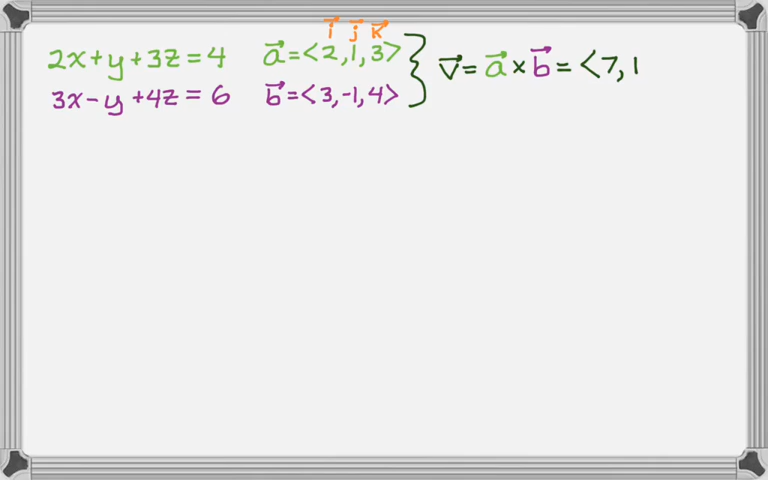 i⃗ j⃗ k⃗
2x+y+3z=4 a⃗=<2,1,3> } v⃗=a⃗×b⃗=<7,1
3x-y+4z=6 b⃗=<3,-1,4>